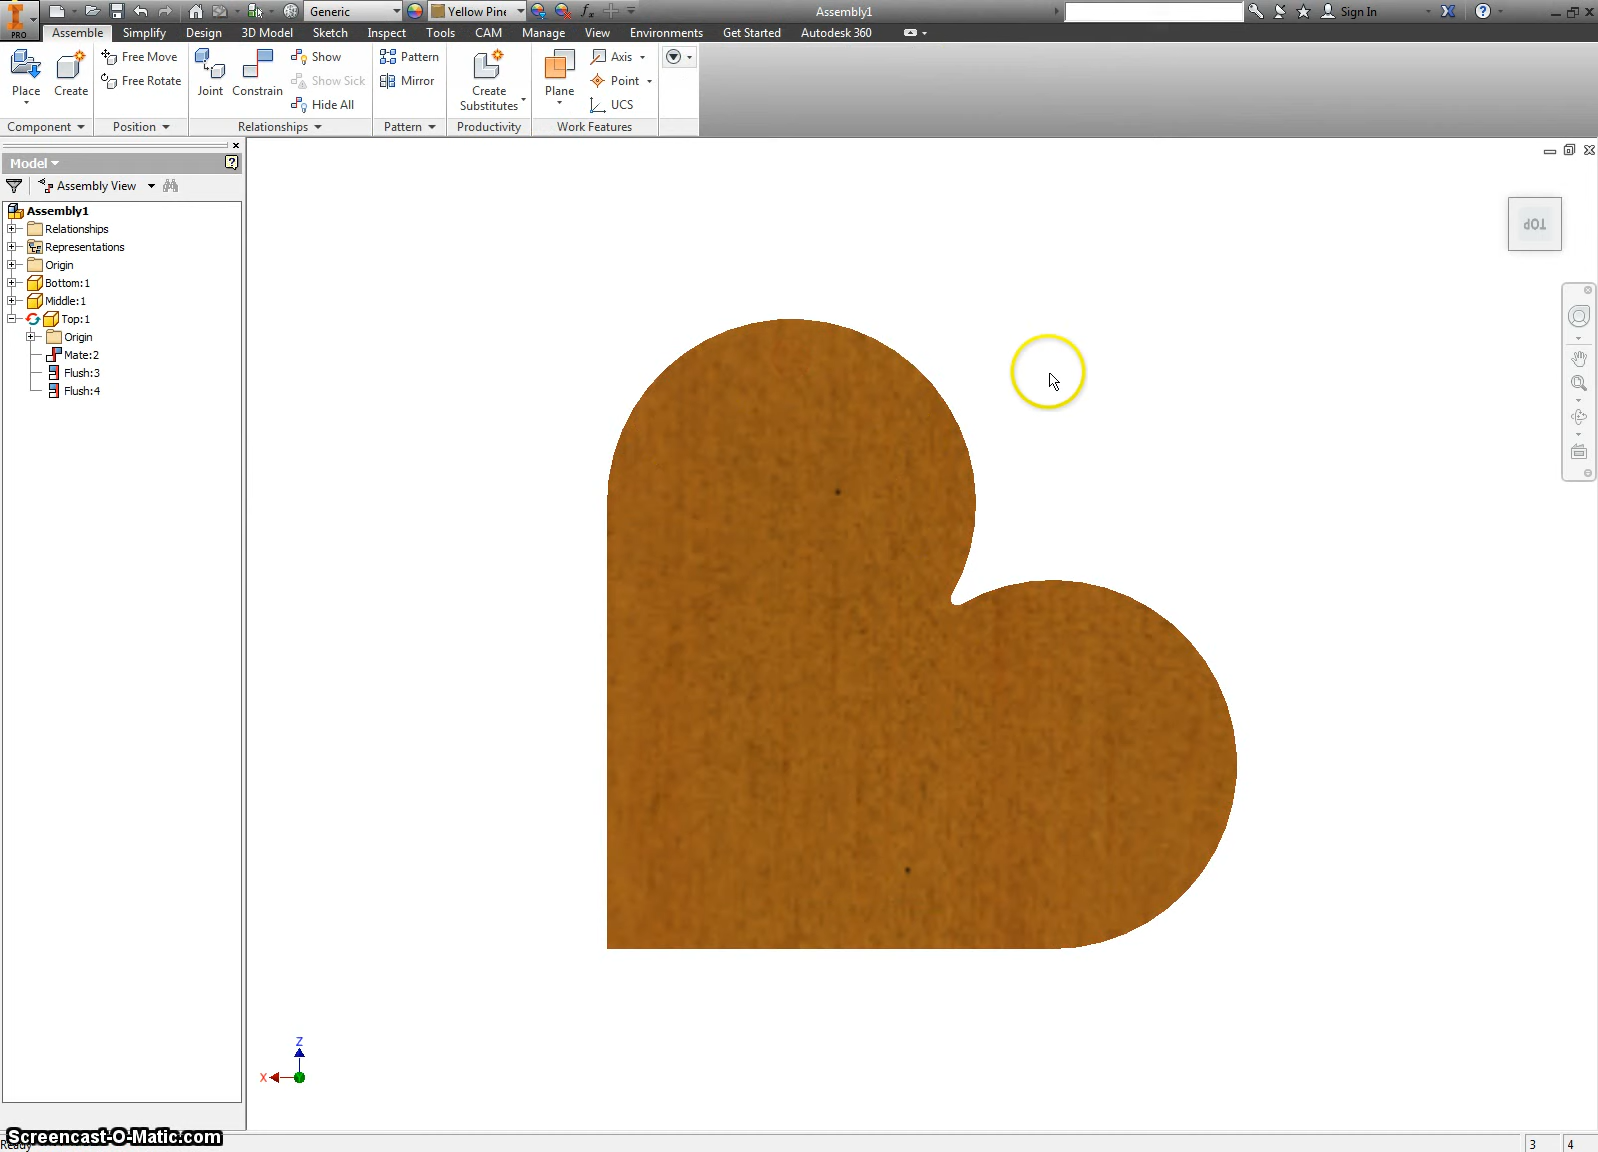 PRO
Generic
Yellow Pine
fx
Assembly1
Sign In
Assemble Simplify Design 3D Model Sketch Inspect Tools CAM Manage View Environments Get Started Autodesk 360
Place
Create
Free Move
Free Rotate
Joint
Constrain
Show
Show Sick
Hide All
Pattern
Mirror
Create
Substitutes
Plane
Axis
Point
UCS
Component
Position
Relationships
Pattern
Productivity
Work Features
Model
Assembly View
Assembly1
Relationships
Representations
Origin
Bottom:1
Middle:1
Top:1
Origin
Mate:2
Flush:3
Flush:4
TOP
Z
X
Screencast-O-Matic.com
Ready
3 4